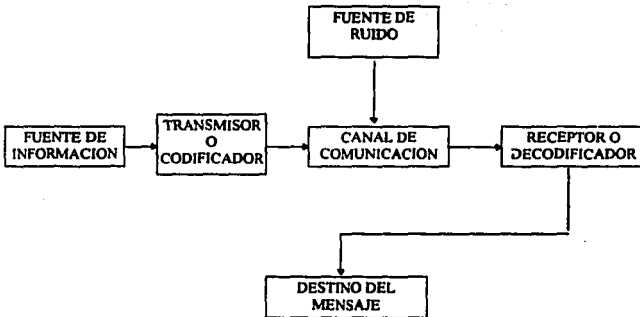 FUENTE DE
RUIDO
FUENTE DE
INFORMACION
TRANSMISOR
O
CODIFICADOR
CANAL DE
COMUNICACION
RECEPTOR O
DECODIFICADOR
DESTINO DEL
MENSAJE